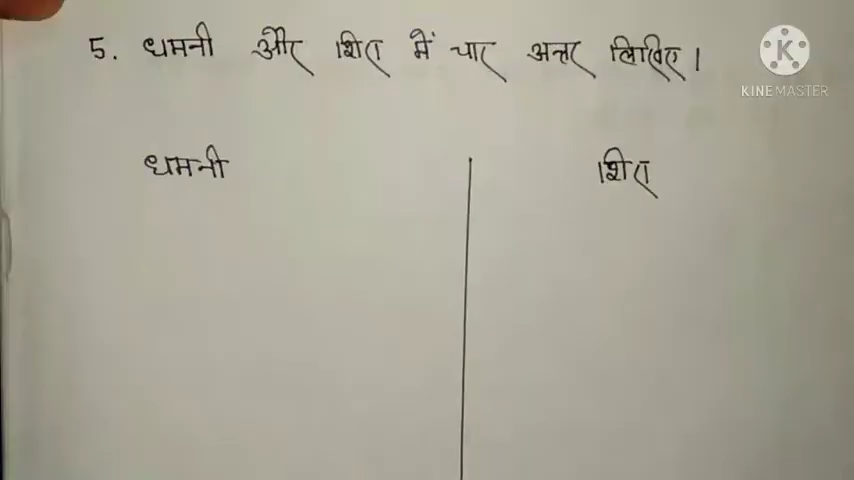 5. धमनी और शिरा में चार अन्तर लिखिए।
KINEMASTER
धमनी
शिरा